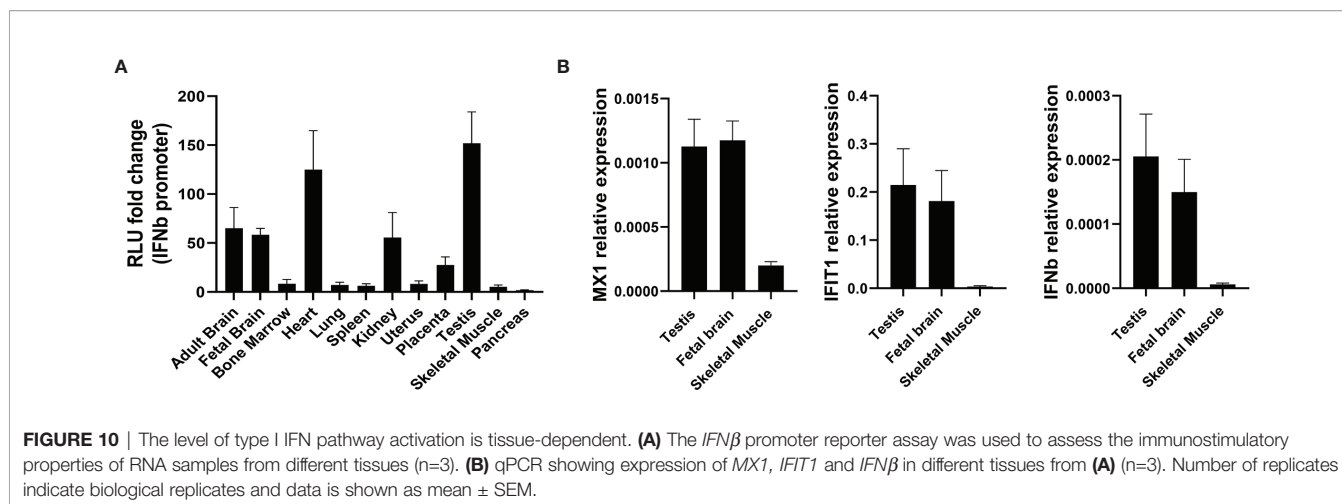 A
RLU fold change
(IFNb promoter)
200
150
100
50
0
Adult Brain
Fetal Brain
Bone Marrow
Heart
Lung
Spleen
Kidney
Uterus
Placenta
Testis
Skeletal Muscle
Pancreas
B
MX1 relative expression
0.0015
0.0010
0.0005
0.0000
Testis
Fetal brain
Skeletal Muscle
IFIT1 relative expression
0.4
0.3
0.2
0.1
0.0
Testis
Fetal brain
Skeletal Muscle
IFNb relative expression
0.0003
0.0002
0.0001
0.0000
Testis
Fetal brain
Skeletal Muscle
FIGURE 10 | The level of type I IFN pathway activation is tissue-dependent. (A) The IFNβ promoter reporter assay was used to assess the immunostimulatory
properties of RNA samples from different tissues (n=3). (B) qPCR showing expression of MX1, IFIT1 and IFNβ in different tissues from (A) (n=3). Number of replicates
indicate biological replicates and data is shown as mean ± SEM.